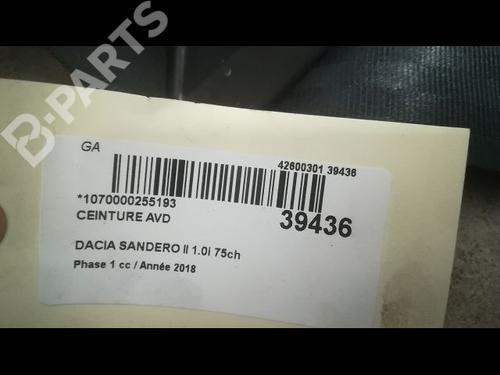 B-PARTS
GA
42600301 39436
*1070000255193
CEINTURE AVD
39436
DACIA SANDERO II 1.0i 75ch
Phase 1 cc / Année 2018